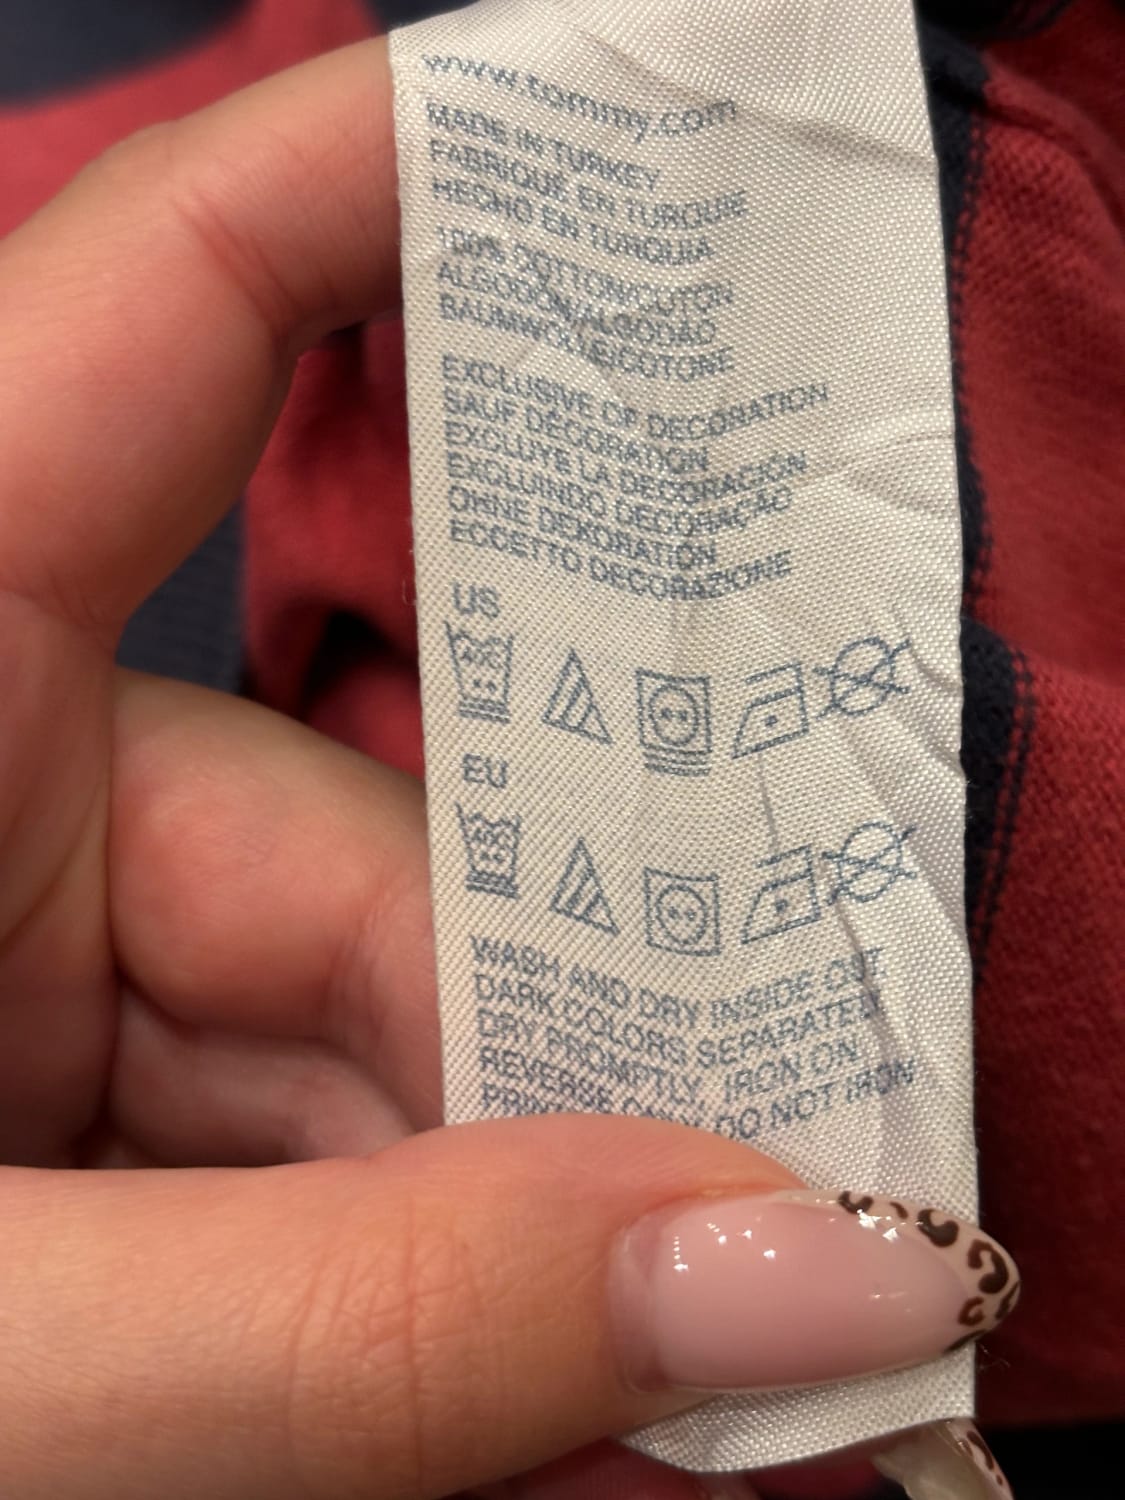 www.tommy.com
MADE IN TURKEY
FABRIQUÉ EN TURQUIE
HECHO EN TURQUIA
100% COTTON/COTON
ALGODÓN/ALGODÃO
BAUMWOLLE/COTONE
EXCLUSIVE OF DECORATION
SAUF DÉCORATION
EXCLUYE LA DECORACIÓN
EXCLUINDO DECORAÇÃO
OHNE DEKORATION
ECCETTO DECORAZIONE
US
EU
WASH AND DRY INSIDE OUT
DARK COLORS SEPARATELY
DRY PROMPTLY, IRON ON
REVERSE ONLY, DO NOT IRON